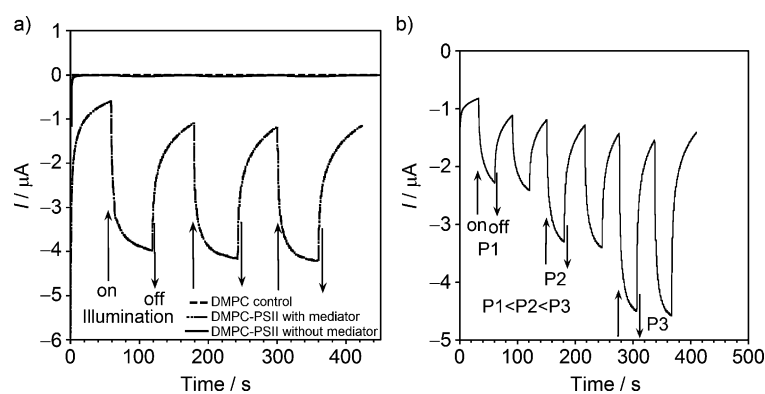 a)
1
0
−1
−2
−3
−4
−5
−6
I / μA
on
off
Illumination
DMPC control
DMPC-PSII with mediator
DMPC-PSII without mediator
0 100 200 300 400
Time / s
b)
0
−1
−2
−3
−4
−5
I / μA
on off
P1
P2
P1<P2<P3
P3
0 100 200 300 400 500
Time / s